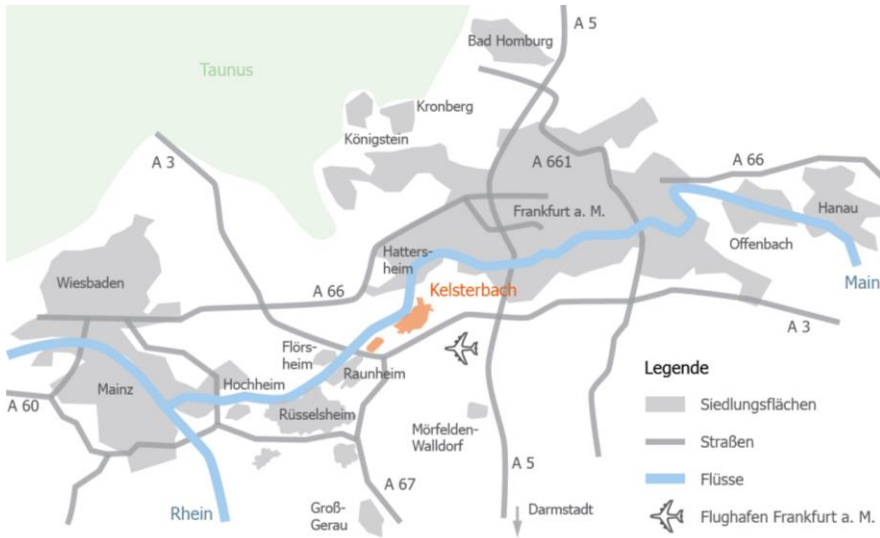 A 5
Bad Homburg
Taunus
Kronberg
Königstein
A 3
A 661
A 66
Frankfurt a. M.
Hanau
Offenbach
Hatters-
heim
Main
Wiesbaden
A 66
Kelsterbach
A 3
Flörs-
heim
Raunheim
Hochheim
Mainz
A 60
Rüsselsheim
Mörfelden-
Walldorf
A 5
A 67
Rhein
Groß-
Gerau
Darmstadt
Legende
Siedlungsflächen
Straßen
Flüsse
Flughafen Frankfurt a. M.